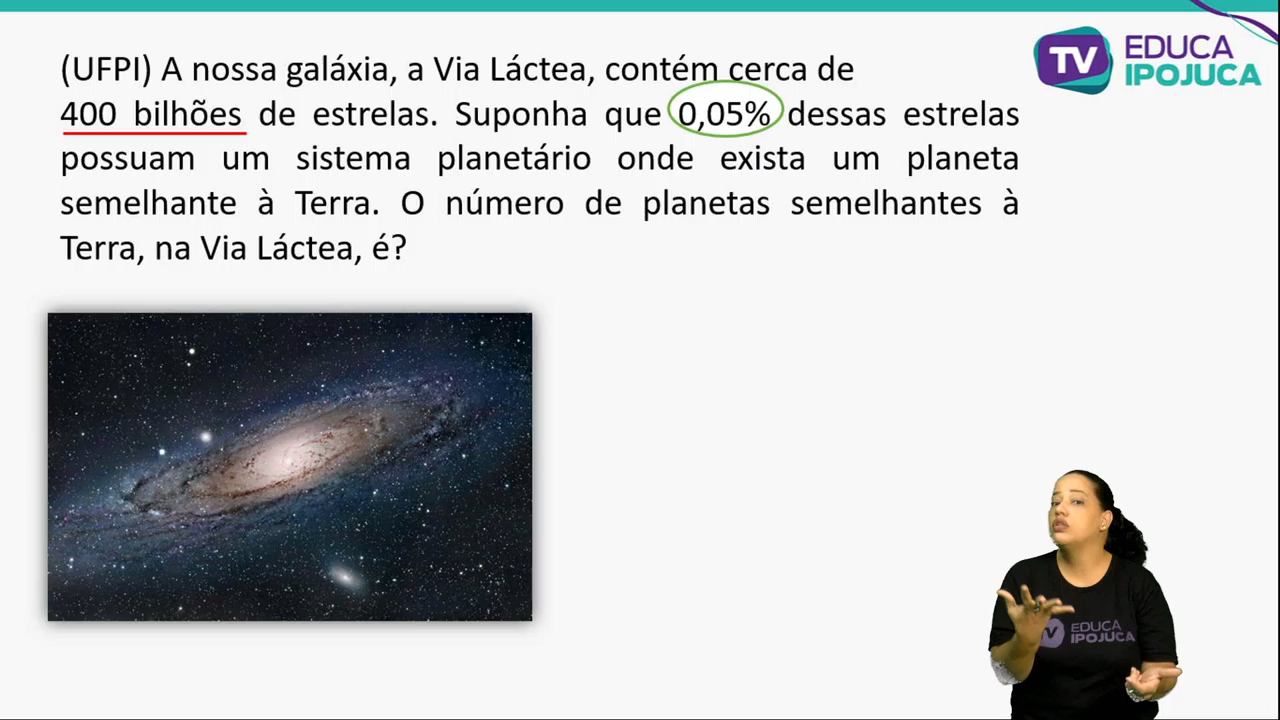 (UFPI) A nossa galáxia, a Via Láctea, contém cerca de
400 bilhões de estrelas. Suponha que 0,05% dessas estrelas
possuam um sistema planetário onde exista um planeta
semelhante à Terra. O número de planetas semelhantes à
Terra, na Via Láctea, é?
TV EDUCA
IPOJUCA
TV EDUCA
IPOJUCA